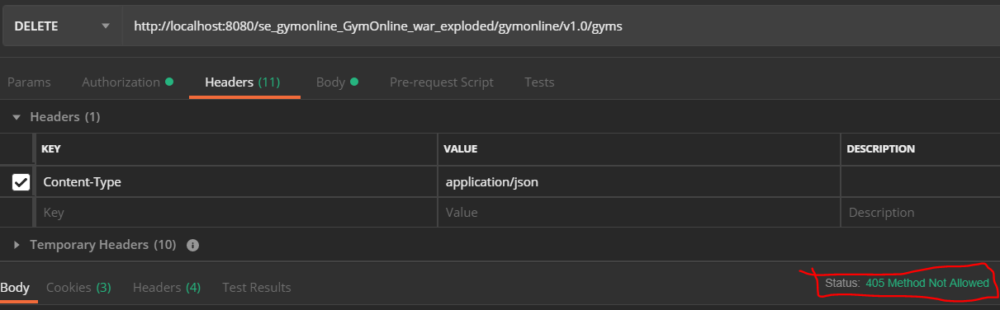 DELETE http://localhost:8080/se_gymonline_GymOnline_war_exploded/gymonline/v1.0/gyms
Params Authorization Headers (11) Body Pre-request Script Tests
Headers (1)
KEY VALUE DESCRIPTION
Content-Type application/json
Key Value Description
Temporary Headers (10) i
Body Cookies (3) Headers (4) Test Results Status: 405 Method Not Allowed